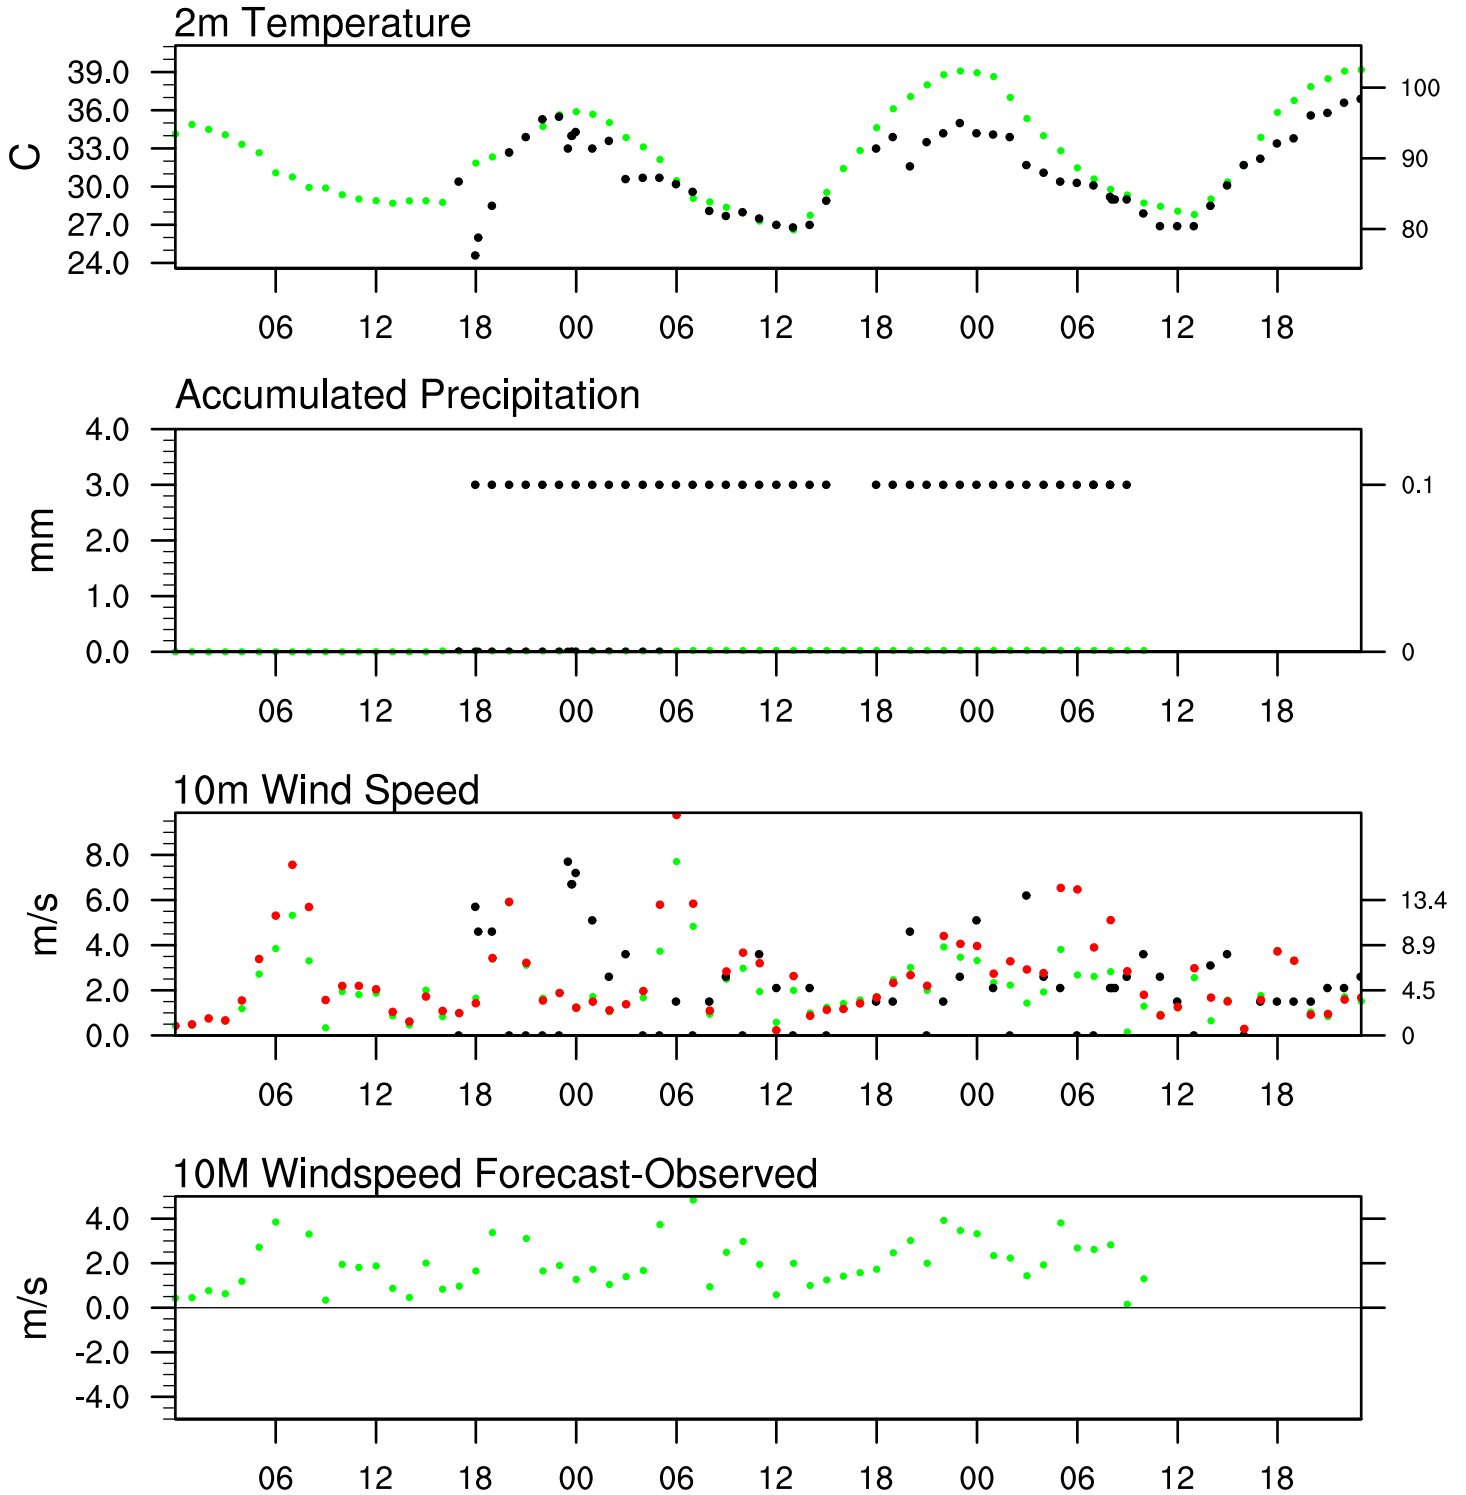 2m Temperature
39.0
36.0
33.0
30.0
27.0
24.0
C
100
90
80
06 12 18 00 06 12 18 00 06 12 18
Accumulated Precipitation
4.0
3.0
2.0
1.0
0.0
mm
0.1
0
06 12 18 00 06 12 18 00 06 12 18
10m Wind Speed
8.0
6.0
4.0
2.0
0.0
m/s
13.4
8.9
4.5
0
06 12 18 00 06 12 18 00 06 12 18
10M Windspeed Forecast-Observed
4.0
2.0
0.0
-2.0
-4.0
m/s
06 12 18 00 06 12 18 00 06 12 18